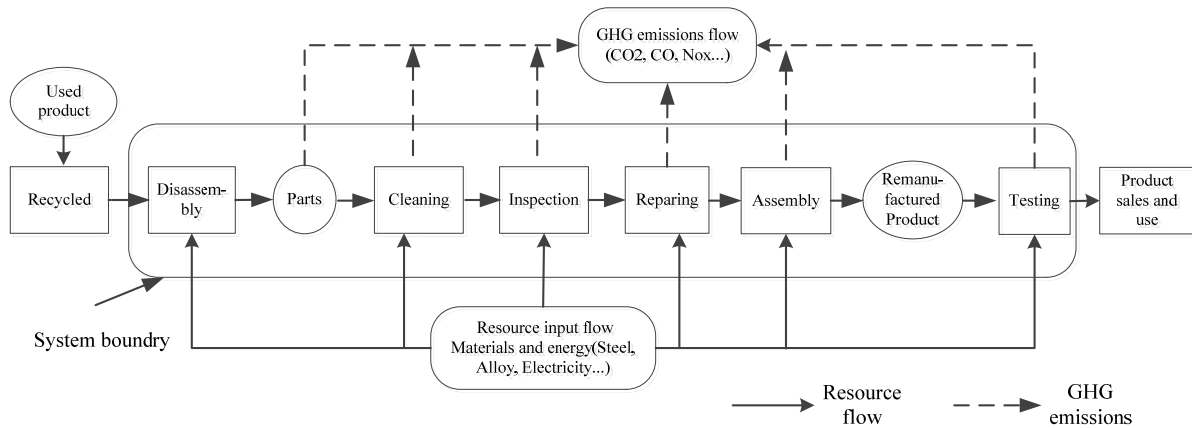 GHG emissions flow
(CO2, CO, Nox...)
Used
product
Recycled
Disassem-
bly
Parts
Cleaning
Inspection
Reparing
Assembly
Remanu-
factured
Product
Testing
Product
sales and
use
System boundry
Resource input flow
Materials and energy(Steel,
Alloy, Electricity...)
Resource
flow
GHG
emissions